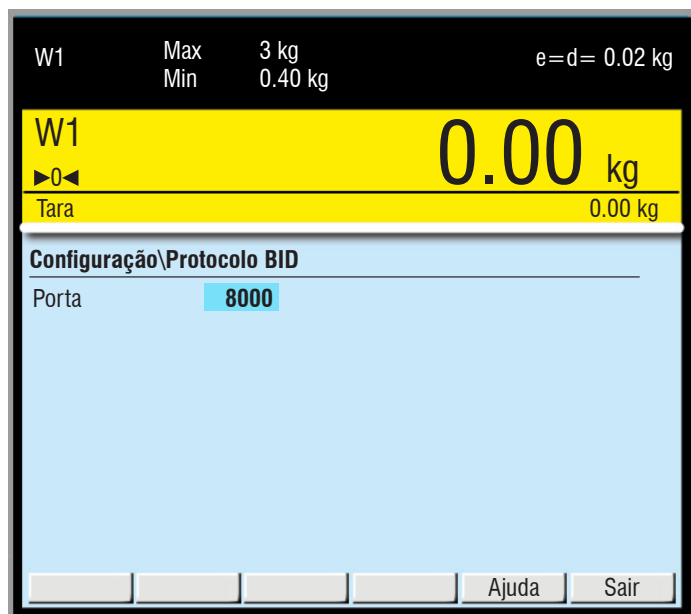 W1 Max 3 kg e=d= 0.02 kg
Min 0.40 kg
W1 0.00 kg
►0◄
Tara 0.00 kg
Configuração\Protocolo BID
Porta 8000
Ajuda Sair